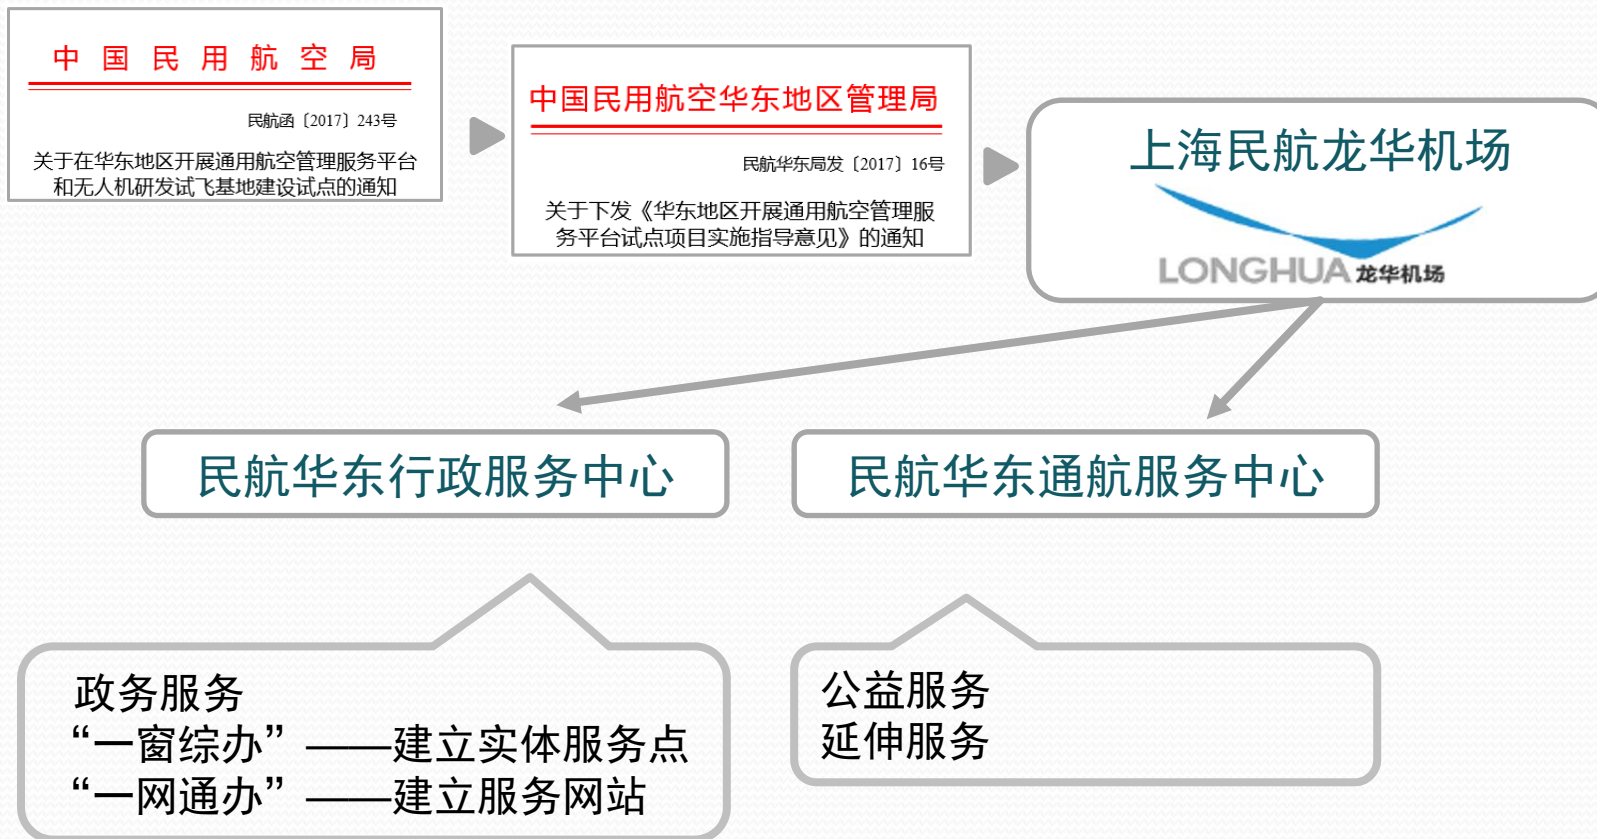 中国民用航空局
民航函〔2017〕243号
关于在华东地区开展通用航空管理服务平台
和无人机研发试飞基地建设试点的通知
中国民用航空华东地区管理局
民航华东局发〔2017〕16号
关于下发《华东地区开展通用航空管理服
务平台试点项目实施指导意见》的通知
上海民航龙华机场
LONGHUA 龙华机场
民航华东行政服务中心
民航华东通航服务中心
政务服务
“一窗综办”——建立实体服务点
“一网通办”——建立服务网站
公益服务
延伸服务